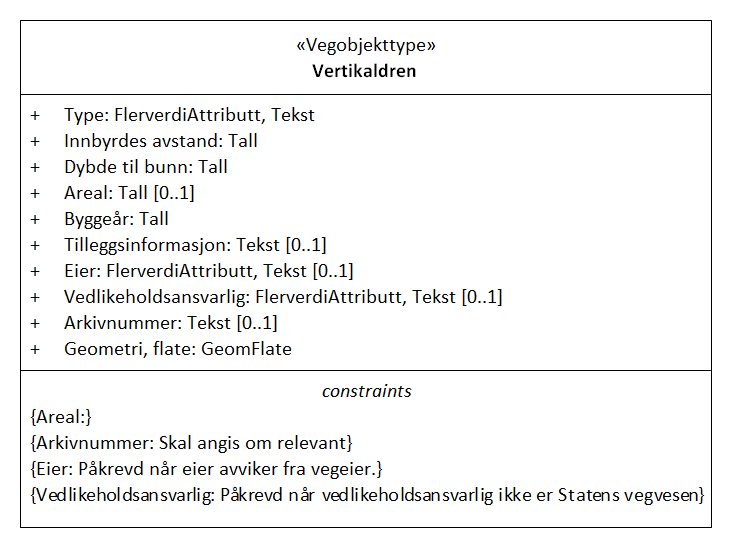 «Vegobjekttype»
Vertikaldren
+ Type: FlerverdiAttributt, Tekst
+ Innbyrdes avstand: Tall
+ Dybde til bunn: Tall
+ Areal: Tall [0..1]
+ Byggeår: Tall
+ Tilleggsinformasjon: Tekst [0..1]
+ Eier: FlerverdiAttributt, Tekst [0..1]
+ Vedlikeholdsansvarlig: FlerverdiAttributt, Tekst [0..1]
+ Arkivnummer: Tekst [0..1]
+ Geometri, flate: GeomFlate
constraints
{Areal:}
{Arkivnummer: Skal angis om relevant}
{Eier: Påkrevd når eier avviker fra vegeier.}
{Vedlikeholdsansvarlig: Påkrevd når vedlikeholdsansvarlig ikke er Statens vegvesen}